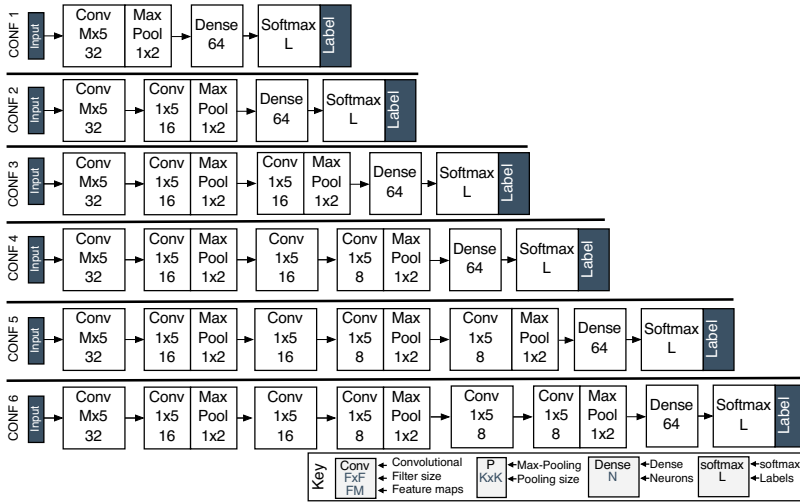 CONF 1
Input
Conv Max
Mx5 Pool Dense Softmax
32 1x2 64 L
Label
CONF 2
Input
Conv Conv Max
Mx5 1x5 Pool Dense Softmax
32 16 1x2 64 L
Label
CONF 3
Input
Conv Conv Max Conv Max
Mx5 1x5 Pool 1x5 Pool Dense Softmax
32 16 1x2 16 1x2 64 L
Label
CONF 4
Input
Conv Conv Max Conv Conv Max
Mx5 1x5 Pool 1x5 1x5 Pool Dense Softmax
32 16 1x2 16 8 1x2 64 L
Label
CONF 5
Input
Conv Conv Max Conv Conv Max Conv Max
Mx5 1x5 Pool 1x5 1x5 Pool 1x5 Pool Dense Softmax
32 16 1x2 16 8 1x2 8 1x2 64 L
Label
CONF 6
Input
Conv Conv Max Conv Conv Max Conv Conv Max
Mx5 1x5 Pool 1x5 1x5 Pool 1x5 1x5 Pool Dense Softmax
32 16 1x2 16 8 1x2 8 8 1x2 64 L
Label
Key
Conv Convolutional P Max-Pooling Dense Dense softmax softmax
FxF Filter size KxK Pooling size N Neurons L Labels
FM Feature maps